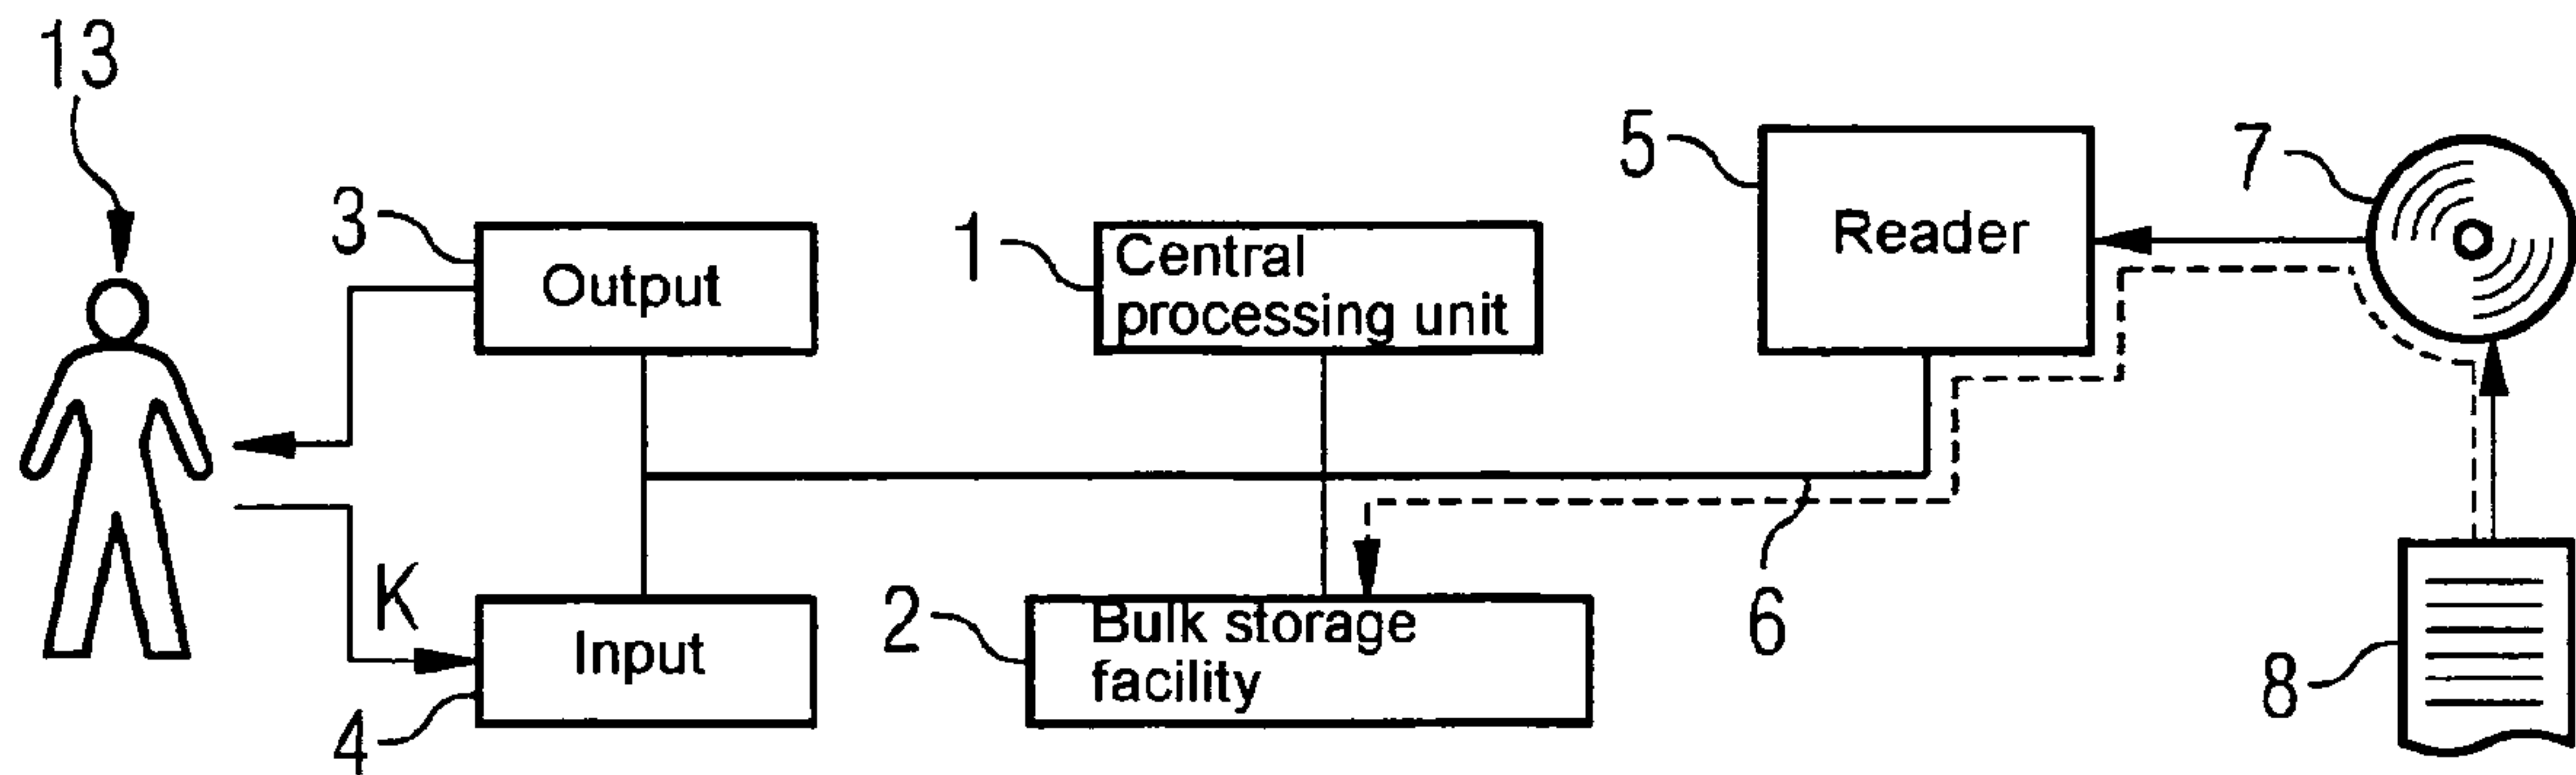 13
3
Output
1
Central
processing unit
5
Reader
7
K
Input
4
2
Bulk storage
facility
6
8